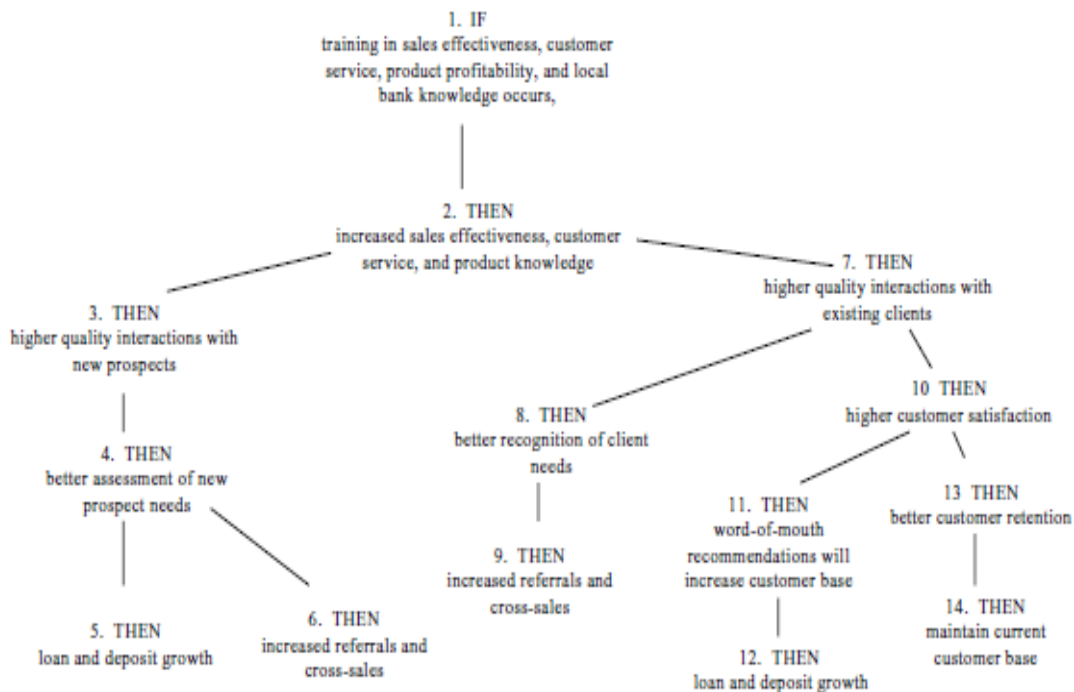 1. IF
training in sales effectiveness, customer
service, product profitability, and local
bank knowledge occurs,
2. THEN
increased sales effectiveness, customer
service, and product knowledge
3. THEN
higher quality interactions with
new prospects
4. THEN
better assessment of new
prospect needs
5. THEN
loan and deposit growth
6. THEN
increased referrals and
cross-sales
7. THEN
higher quality interactions with
existing clients
8. THEN
better recognition of client
needs
9. THEN
increased referrals and
cross-sales
10 THEN
higher customer satisfaction
11. THEN
word-of-mouth
recommendations will
increase customer base
12. THEN
loan and deposit growth
13 THEN
better customer retention
14. THEN
maintain current
customer base